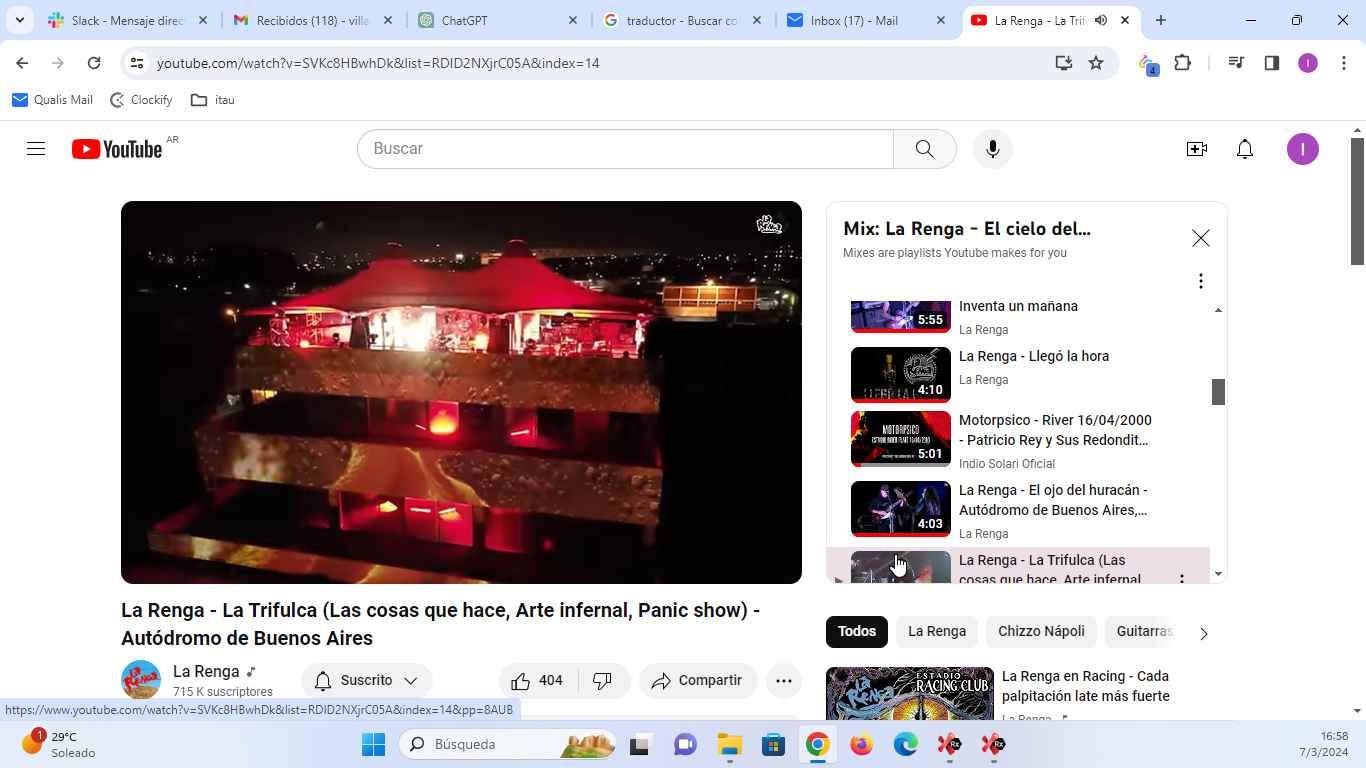 Slack - Mensaje direc
Recibidos (118) - villa
ChatGPT
traductor - Buscar co
Inbox (17) - Mail
La Renga - La Trif
youtube.com/watch?v=SVKc8HBwhDk&list=RDID2NXjrC05A&index=14
4
I
Qualis Mail
Clockify
itau
YouTube
AR
Buscar
I
LA RENGA
Mix: La Renga - El cielo del...
Mixes are playlists Youtube makes for you
5:55
Inventa un mañana
La Renga
4:10
La Renga - Llegó la hora
La Renga
MOTORPSICO
5:01
Motorpsico - River 16/04/2000
- Patricio Rey y Sus Redondit...
Indio Solari Oficial
4:03
La Renga - El ojo del huracán -
Autódromo de Buenos Aires,...
La Renga
La Renga - La Trifulca (Las
cosas que hace, Arte infernal
La Renga - La Trifulca (Las cosas que hace, Arte infernal, Panic show) -
Autódromo de Buenos Aires
La Renga
715 K suscriptores
Suscrito
404
Compartir
Todos
La Renga
Chizzo Nápoli
Guitarras
ESTADIO
RACING CLUB
La Renga en Racing - Cada
palpitación late más fuerte
La Renga
https://www.youtube.com/watch?v=SVKc8HBwhDk&list=RDID2NXjrC05A&index=14&pp=8AUB
1
29°C
Soleado
Búsqueda
Rx
Rx
16:58
7/3/2024